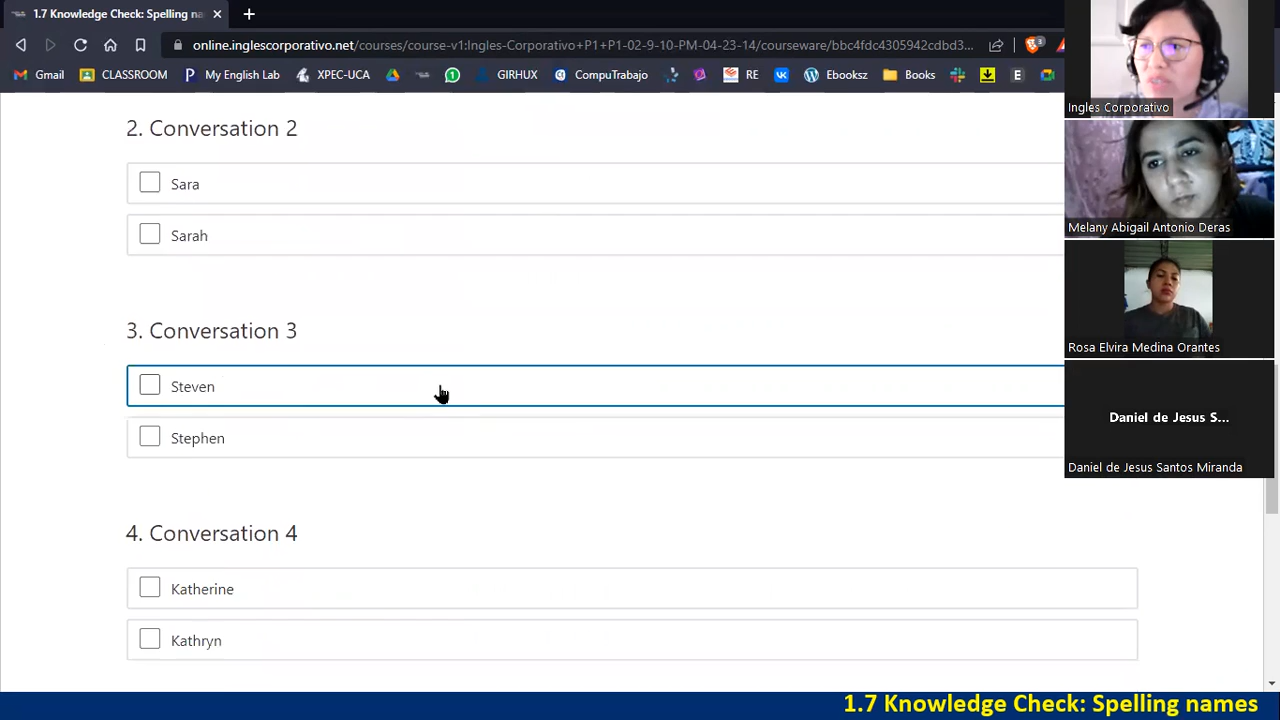 1.7 Knowledge Check: Spelling na
online.inglescorporativo.net/courses/course-v1:Ingles-Corporativo+P1+P1-02-9-10-PM-04-23-14/courseware/bbc4fdc4305942cdbd3...
3
Gmail CLASSROOM My English Lab XPEC-UCA GIRHUX CompuTrabajo RE Ebooksz Books
Ingles Corporativo
2. Conversation 2
Sara
Sarah
Melany Abigail Antonio Deras
3. Conversation 3
Steven
Stephen
Rosa Elvira Medina Orantes
Daniel de Jesus S...
Daniel de Jesus Santos Miranda
4. Conversation 4
Katherine
Kathryn
1.7 Knowledge Check: Spelling names